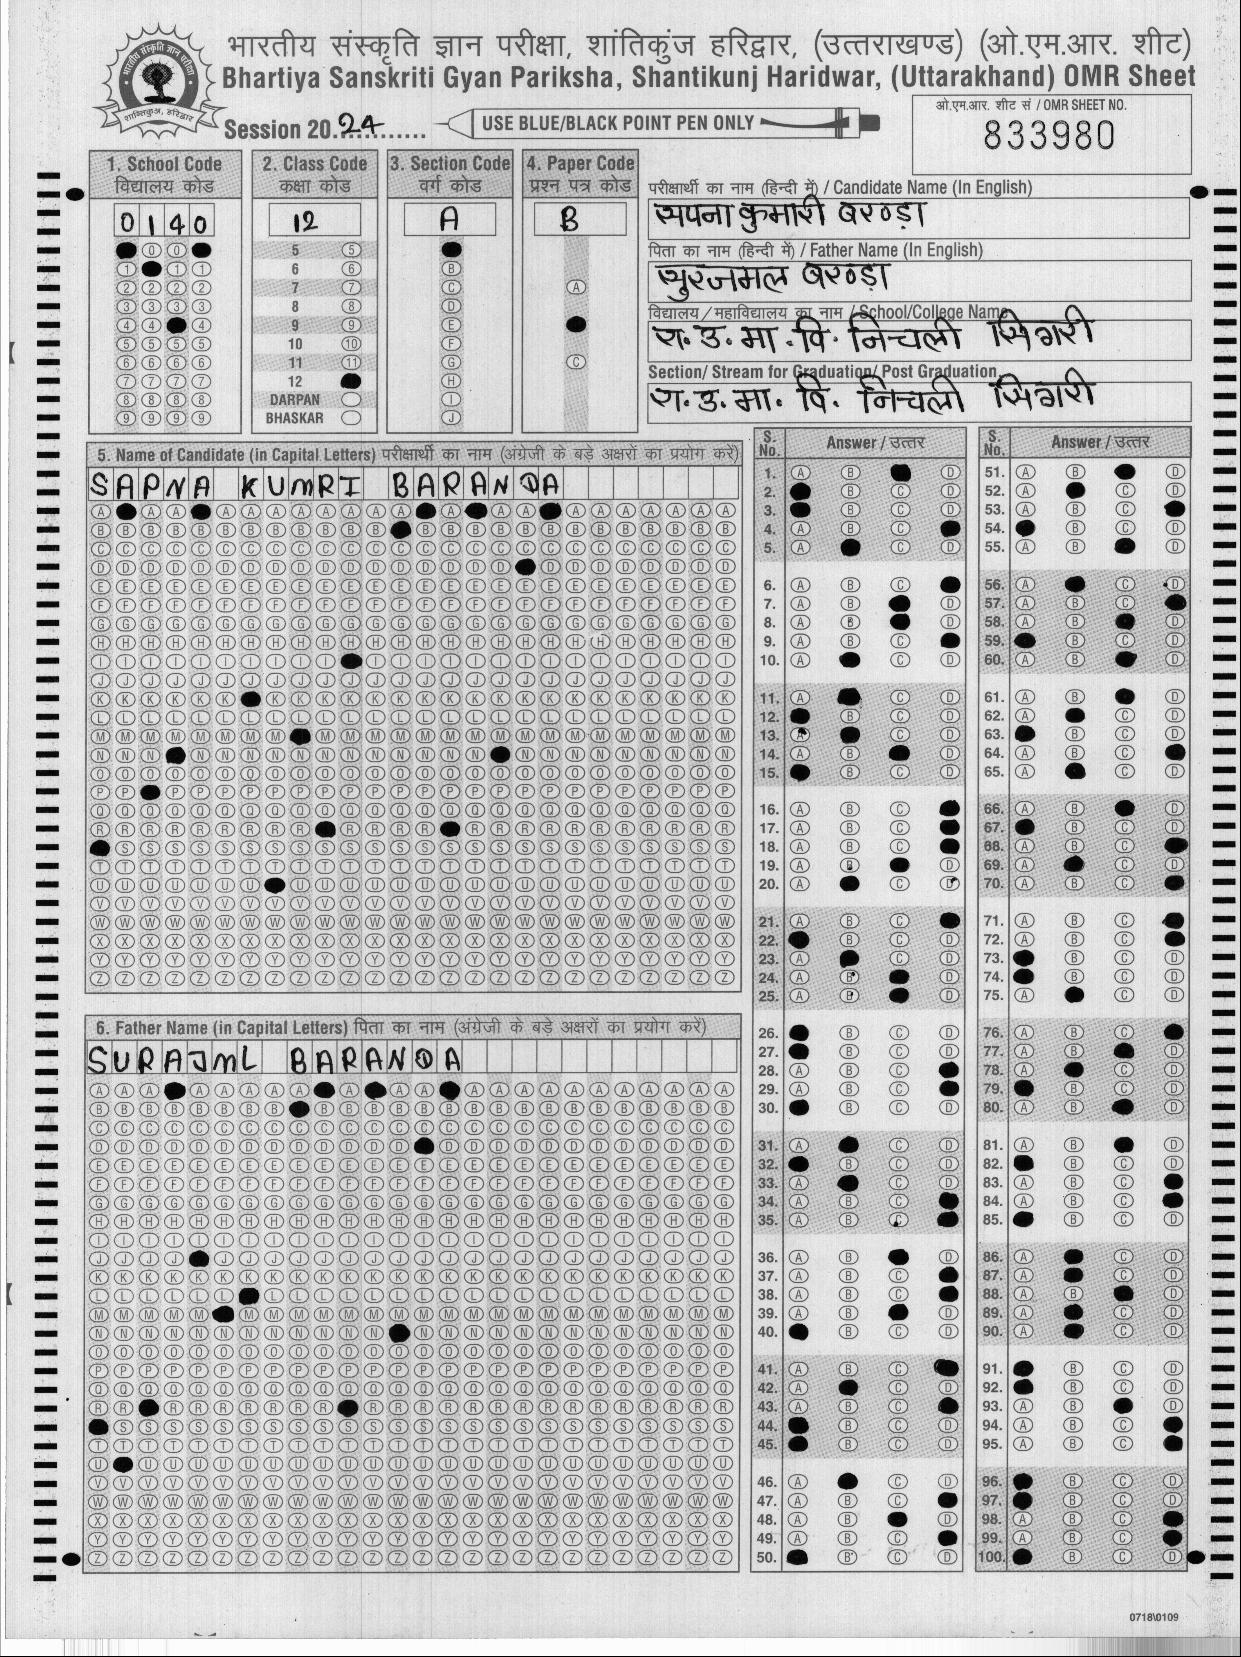 भारतीय संस्कृति ज्ञान परीक्षा, शांतिकुंज हरिद्वार, (उत्तराखण्ड) (ओ.एम.आर. शीट)
Bhartiya Sanskriti Gyan Pariksha, Shantikunj Haridwar, (Uttarakhand) OMR Sheet
Session 20 24 USE BLUE/BLACK POINT PEN ONLY
ओ.एम.आर. शीट सं / OMR SHEET NO.
833980
1. School Code
विद्यालय कोड
0140
2. Class Code
कक्षा कोड
12
5
6
7
8
9
10
11
12
DARPAN
BHASKAR
3. Section Code
वर्ग कोड
A
4. Paper Code
प्रश्न पत्र कोड
B
परीक्षार्थी का नाम (हिन्दी में) / Candidate Name (In English)
सपना कुमारी बरण्डा
पिता का नाम (हिन्दी में) / Father Name (In English)
सुरजमल बरण्डा
विद्यालय/महाविद्यालय का नाम / School/College Name
रा.उ.मा.वि. निचली सिगरी
Section/ Stream for Graduation/ Post Graduation
रा.उ.मा.वि. निचली सिगरी
5. Name of Candidate (in Capital Letters) परीक्षार्थी का नाम (अंग्रेजी के बड़े अक्षरों का प्रयोग करें)
SAPNA KUMRI BARANDA
6. Father Name (in Capital Letters) पिता का नाम (अंग्रेजी के बड़े अक्षरों का प्रयोग करें)
SURAJML BARANDA
S. No. Answer / उत्तर
S. No. Answer / उत्तर
0718\0109